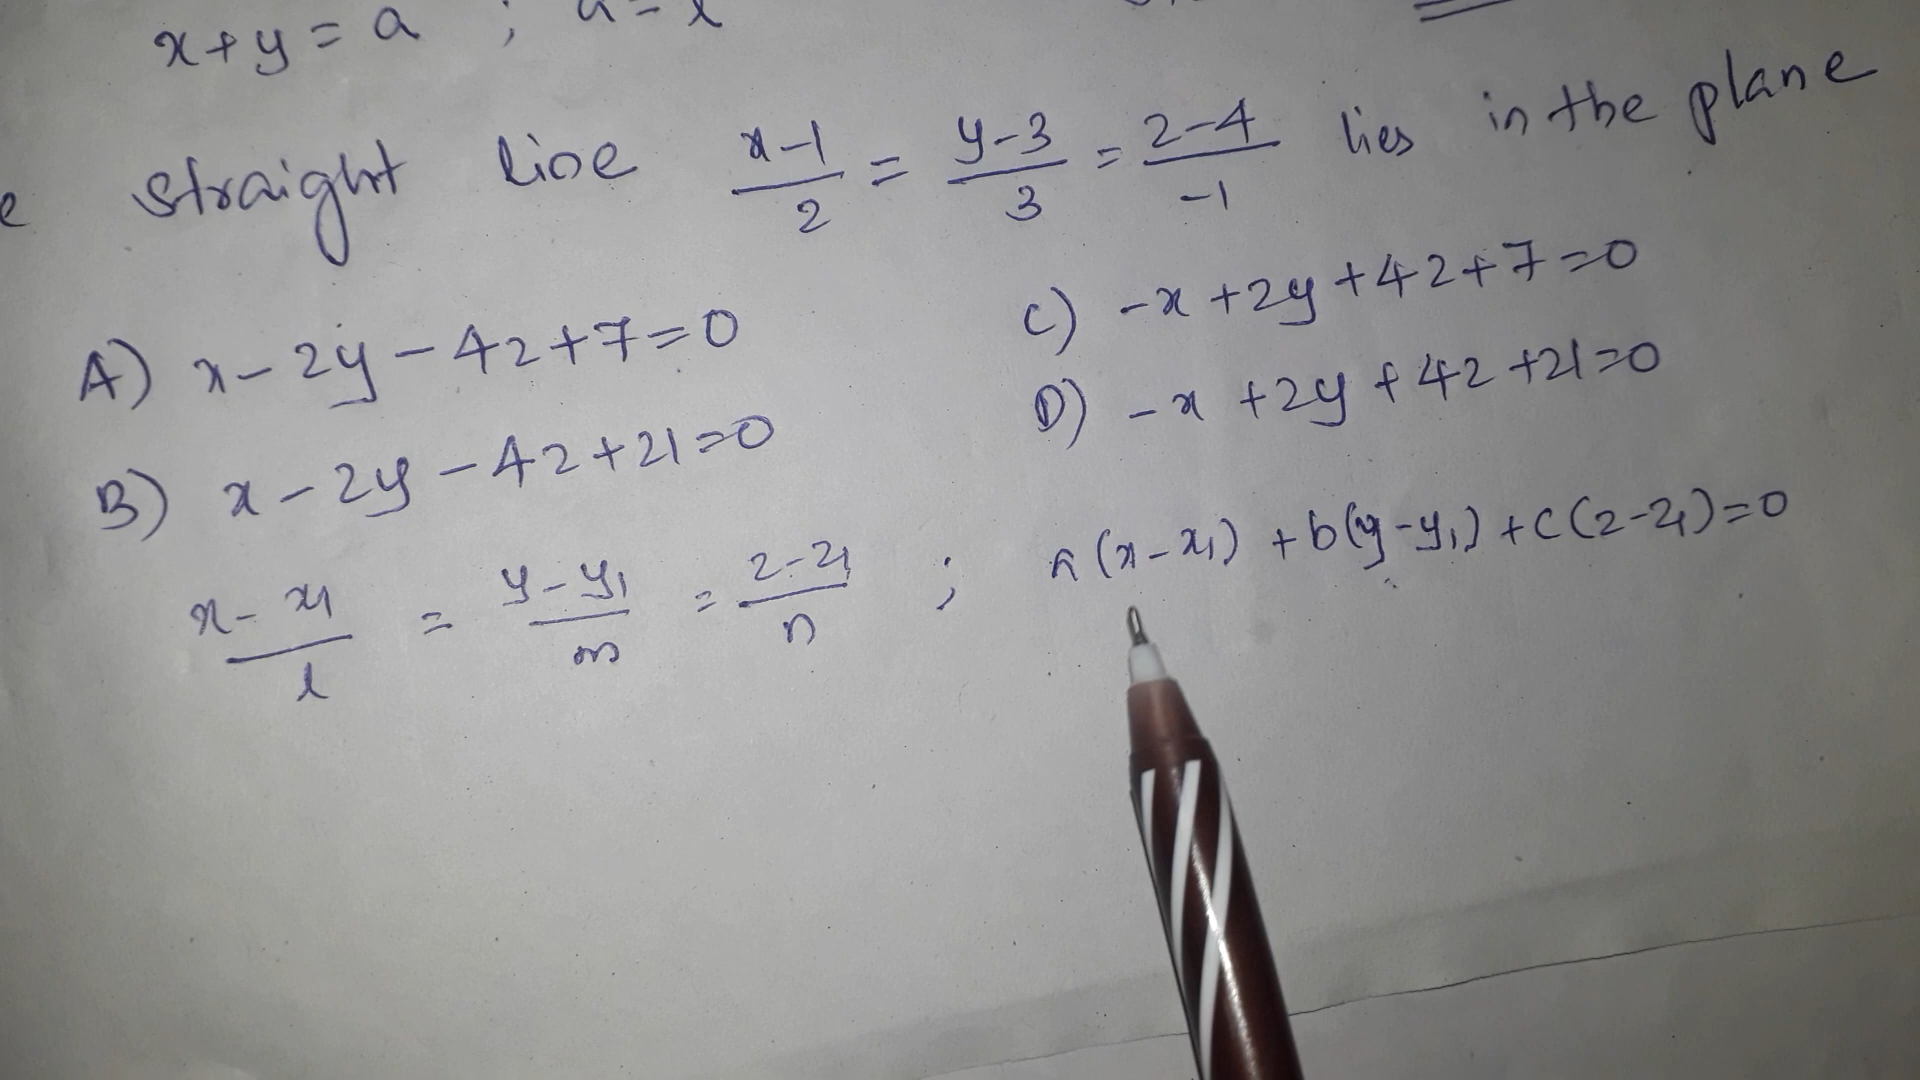 x+y=a ;
straight line x-1/2 = y-3/3 = z-4/-1 lies in the plane
A) x-2y-4z+7=0
B) x-2y-4z+21=0
C) -x+2y+4z+7=0
D) -x+2y+4z+21=0
x-x₁/l = y-y₁/m = z-z₁/n ; a(x-x₁)+b(y-y₁)+c(z-z₁)=0